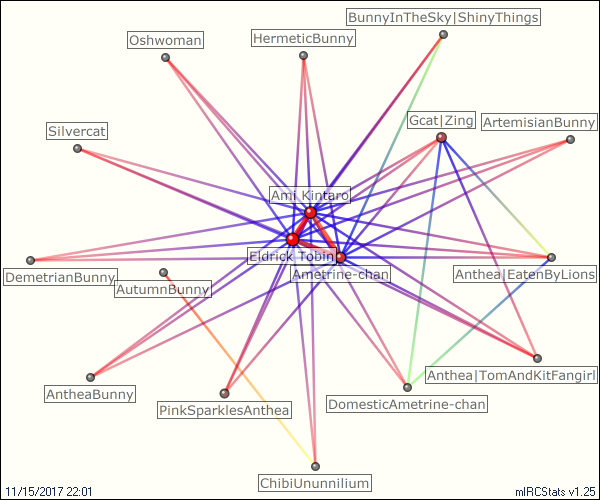 BunnyInTheSky|ShinyThings
Oshwoman
HermeticBunny
Gcat|Zing
ArtemisianBunny
Silvercat
Ami Kintaro
Eldrick Tobin
Ametrine-chan
DemetrianBunny
AutumnBunny
Anthea|EatenByLions
Anthea|TomAndKitFangirl
AntheaBunny
PinkSparklesAnthea
DomesticAmetrine-chan
ChibiUnunnilium
11/15/2017 22:01
mIRCStats v1.25